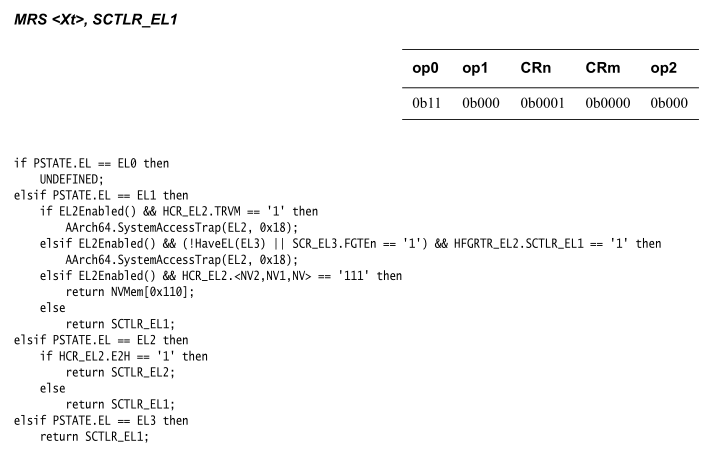 MRS <Xt>, SCTLR_EL1
op0 op1 CRn CRm op2
0b11 0b000 0b0001 0b0000 0b000
if PSTATE.EL == EL0 then
    UNDEFINED;
elsif PSTATE.EL == EL1 then
    if EL2Enabled() && HCR_EL2.TRVM == '1' then
        AArch64.SystemAccessTrap(EL2, 0x18);
    elsif EL2Enabled() && (!HaveEL(EL3) || SCR_EL3.FGTEn == '1') && HFGRTR_EL2.SCTLR_EL1 == '1' then
        AArch64.SystemAccessTrap(EL2, 0x18);
    elsif EL2Enabled() && HCR_EL2.<NV2,NV1,NV> == '111' then
        return NVMem[0x110];
    else
        return SCTLR_EL1;
elsif PSTATE.EL == EL2 then
    if HCR_EL2.E2H == '1' then
        return SCTLR_EL2;
    else
        return SCTLR_EL1;
elsif PSTATE.EL == EL3 then
    return SCTLR_EL1;